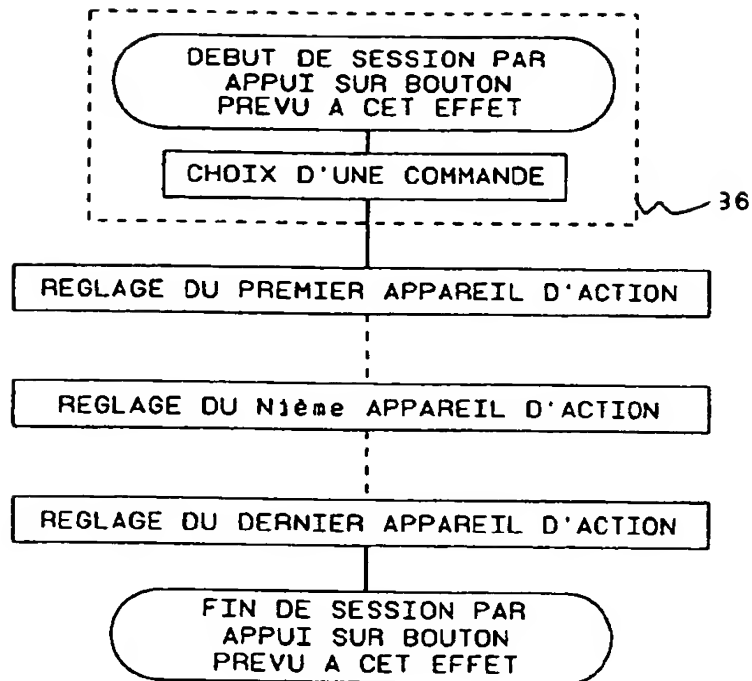 DEBUT DE SESSION PAR
APPUI SUR BOUTON
PREVU A CET EFFET
CHOIX D'UNE COMMANDE
36
REGLAGE DU PREMIER APPAREIL D'ACTION
REGLAGE DU Nième APPAREIL D'ACTION
REGLAGE DU DERNIER APPAREIL D'ACTION
FIN DE SESSION PAR
APPUI SUR BOUTON
PREVU A CET EFFET